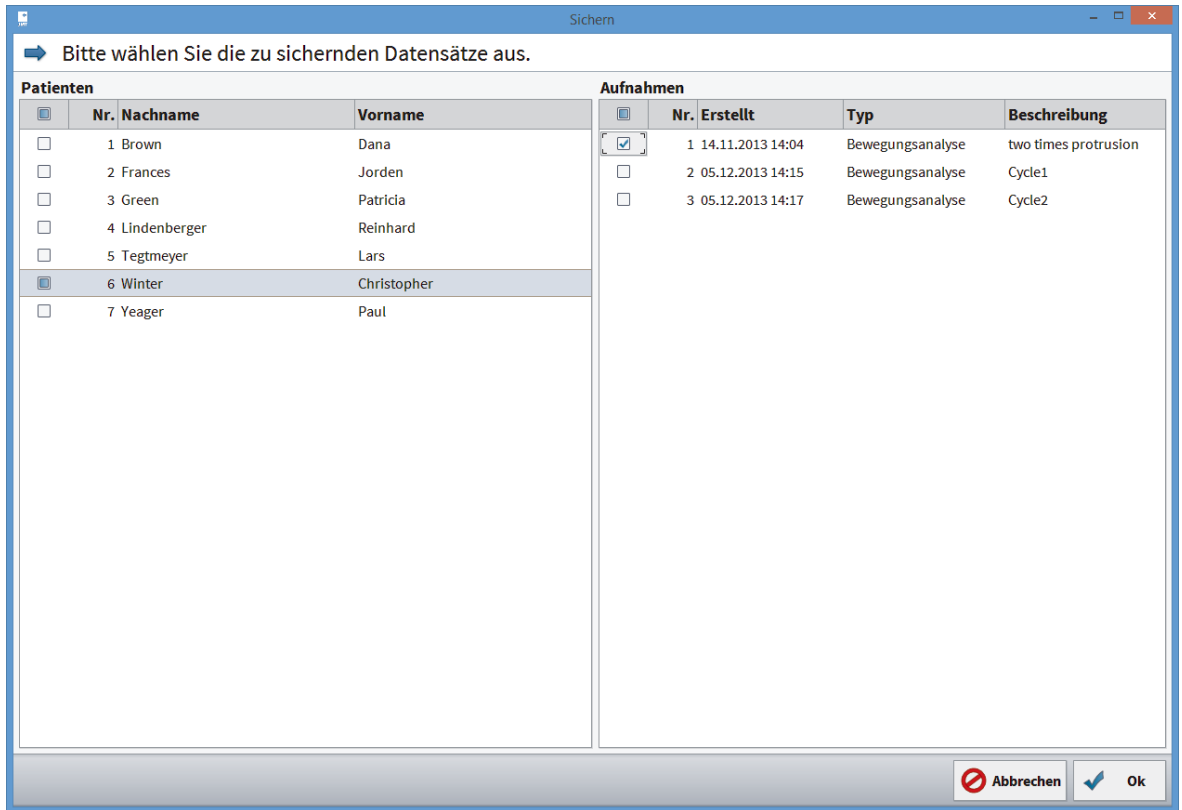 Sichern
Bitte wählen Sie die zu sichernden Datensätze aus.
Patienten
Nr. Nachname Vorname
1 Brown Dana
2 Frances Jorden
3 Green Patricia
4 Lindenberger Reinhard
5 Tegtmeyer Lars
6 Winter Christopher
7 Yeager Paul
Aufnahmen
Nr. Erstellt Typ Beschreibung
1 14.11.2013 14:04 Bewegungsanalyse two times protrusion
2 05.12.2013 14:15 Bewegungsanalyse Cycle1
3 05.12.2013 14:17 Bewegungsanalyse Cycle2
Abbrechen Ok